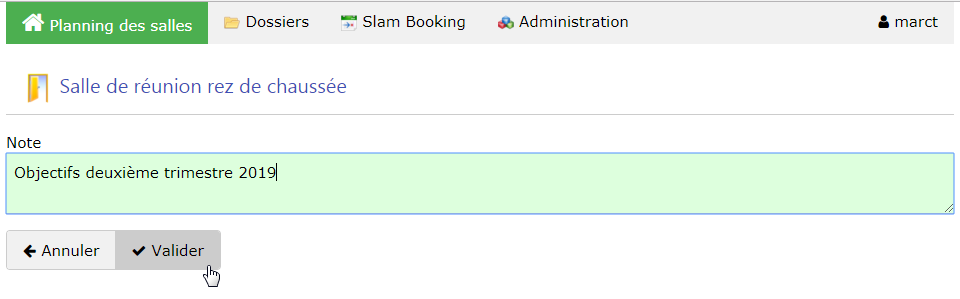 Planning des salles Dossiers Slam Booking Administration marct
Salle de réunion rez de chaussée
Note
Objectifs deuxième trimestre 2019
Annuler Valider